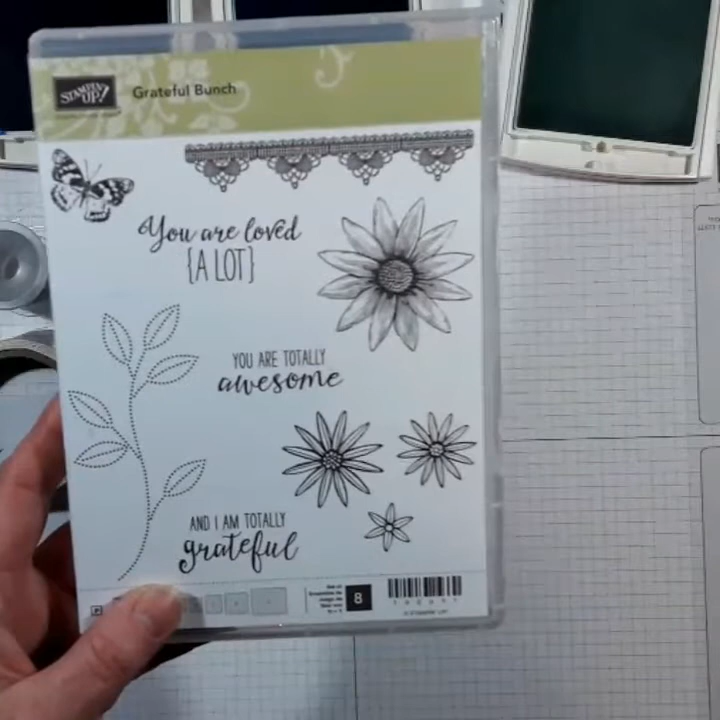 STAMPIN' UP!
Grateful Bunch
You are loved
{A LOT}
YOU ARE TOTALLY
awesome
AND I AM TOTALLY
grateful
8